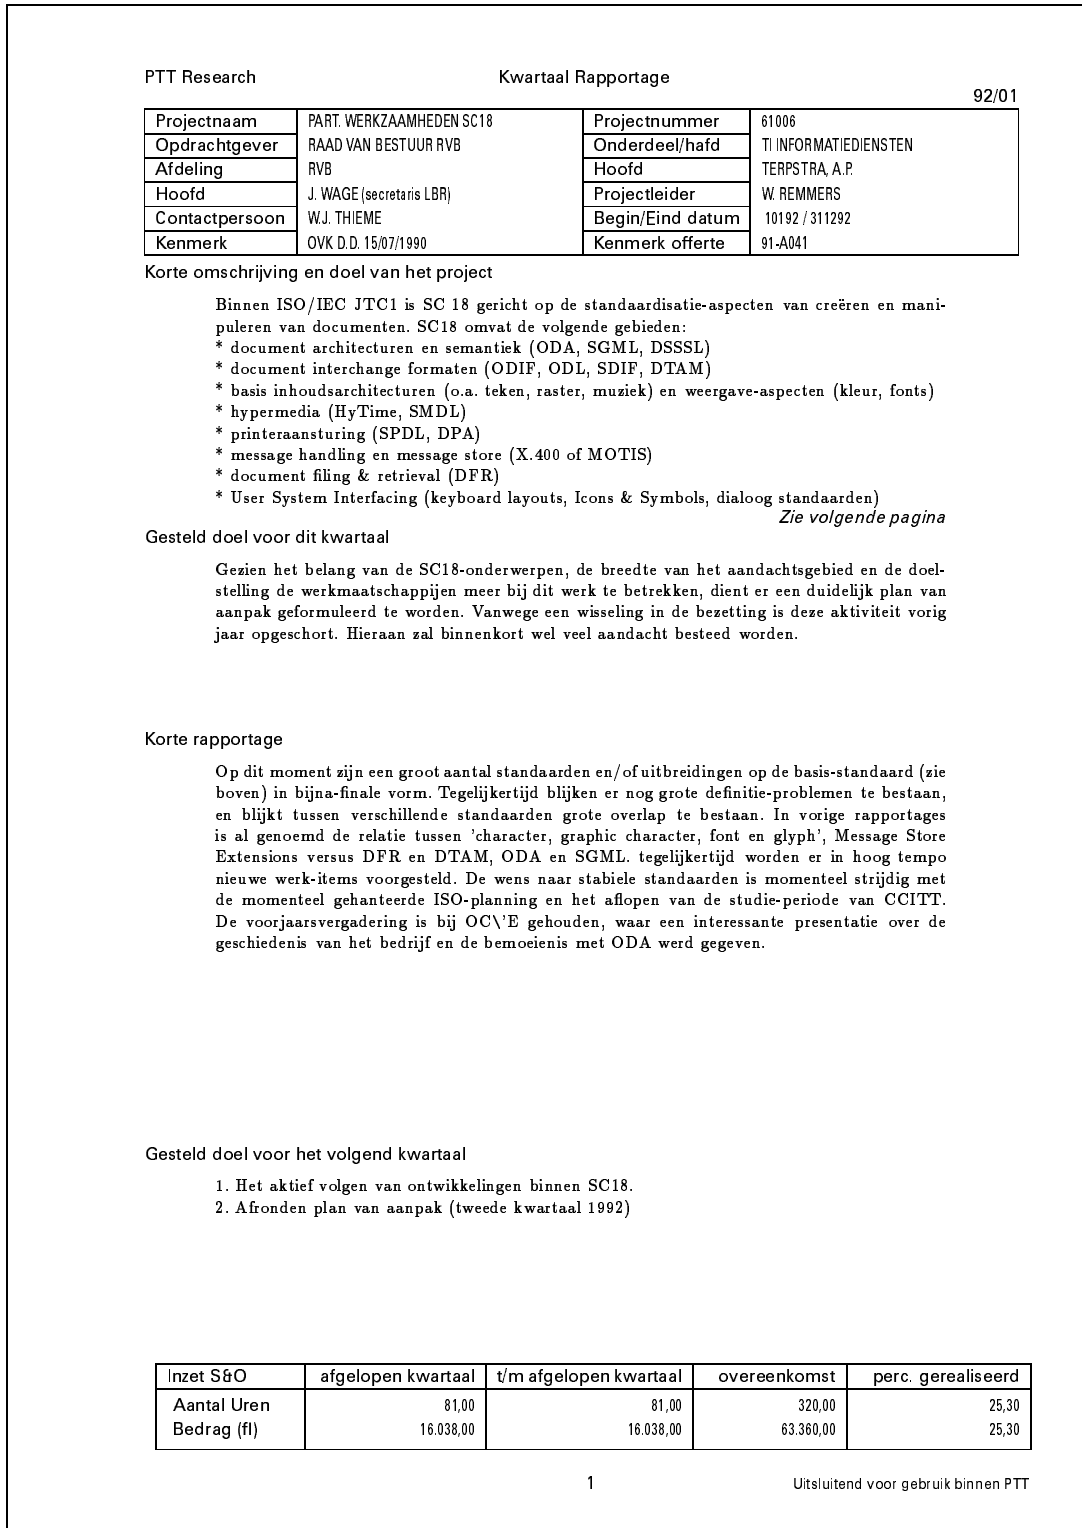 PTT Research Kwartaal Rapportage
92/01
Projectnaam PART. WERKZAAMHEDEN SC18 Projectnummer 61006
Opdrachtgever RAAD VAN BESTUUR RVB Onderdeel/hafd TI INFORMATIEDIENSTEN
Afdeling RVB Hoofd TERPSTRA, A.P.
Hoofd J. WAGE (secretaris LBR) Projectleider W. REMMERS
Contactpersoon W.J. THIEME Begin/Eind datum 10192 / 311292
Kenmerk OVK D.D. 15/07/1990 Kenmerk offerte 91-A041
Korte omschrijving en doel van het project
Binnen ISO/IEC JTC1 is SC 18 gericht op de standaardisatie-aspecten van creëren en mani-
puleren van documenten. SC18 omvat de volgende gebieden:
* document architecturen en semantiek (ODA, SGML, DSSSL)
* document interchange formaten (ODIF, ODL, SDIF, DTAM)
* basis inhoudsarchitecturen (o.a. teken, raster, muziek) en weergave-aspecten (kleur, fonts)
* hypermedia (HyTime, SMDL)
* printeraansturing (SPDL, DPA)
* message handling en message store (X.400 of MOTIS)
* document filing & retrieval (DFR)
* User System Interfacing (keyboard layouts, Icons & Symbols, dialoog standaarden)
Zie volgende pagina
Gesteld doel voor dit kwartaal
Gezien het belang van de SC18-onderwerpen, de breedte van het aandachtsgebied en de doel-
stelling de werkmaatschappijen meer bij dit werk te betrekken, dient er een duidelijk plan van
aanpak geformuleerd te worden. Vanwege een wisseling in de bezetting is deze aktiviteit vorig
jaar opgeschort. Hieraan zal binnenkort wel veel aandacht besteed worden.
Korte rapportage
Op dit moment zijn een groot aantal standaarden en/of uitbreidingen op de basis-standaard (zie
boven) in bijna-finale vorm. Tegelijkertijd blijken er nog grote definitie-problemen te bestaan,
en blijkt tussen verschillende standaarden grote overlap te bestaan. In vorige rapportages
is al genoemd de relatie tussen 'character, graphic character, font en glyph', Message Store
Extensions versus DFR en DTAM, ODA en SGML. tegelijkertijd worden er in hoog tempo
nieuwe werk-items voorgesteld. De wens naar stabiele standaarden is momenteel strijdig met
de momenteel gehanteerde ISO-planning en het aflopen van de studie-periode van CCITT.
De voorjaarsvergadering is bij OC\'E gehouden, waar een interessante presentatie over de
geschiedenis van het bedrijf en de bemoeienis met ODA werd gegeven.
Gesteld doel voor het volgend kwartaal
1. Het aktief volgen van ontwikkelingen binnen SC18.
2. Afronden plan van aanpak (tweede kwartaal 1992)
Inzet S&O afgelopen kwartaal t/m afgelopen kwartaal overeenkomst perc. gerealiseerd
Aantal Uren 81,00 81,00 320,00 25,30
Bedrag (fl) 16.038,00 16.038,00 63.360,00 25,30
1 Uitsluitend voor gebruik binnen PTT